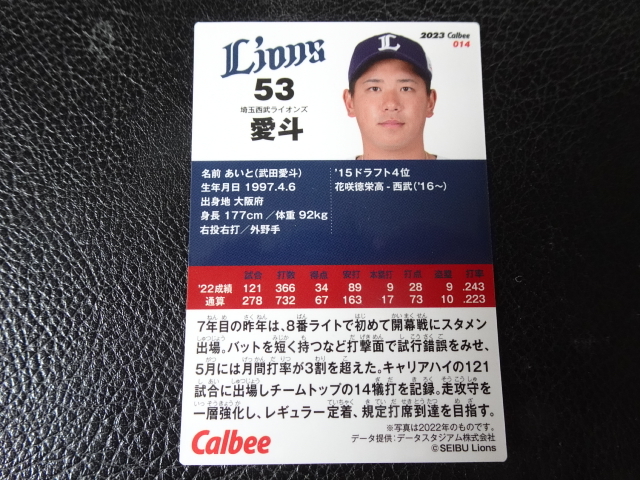 Lions
2023 Calbee
014
53
埼玉西武ライオンズ
愛斗
名前 あいと(武田愛斗)
生年月日 1997.4.6
出身地 大阪府
身長 177cm/体重 92kg
右投右打/外野手
'15ドラフト4位
花咲徳栄高-西武('16〜)
試合 打数 得点 安打 本塁打 打点 盗塁 打率
'22成績 121 366 34 89 9 28 9 .243
通算 278 732 67 163 17 73 10 .223
7年目の昨年は、8番ライトで初めて開幕戦にスタメン
出場。バットを短く持つなど打撃面で試行錯誤をみせ、
5月には月間打率が3割を超えた。キャリアハイの121
試合に出場しチームトップの14犠打を記録。走攻守を
一層強化し、レギュラー定着、規定打席到達を目指す。
※写真は2022年のものです。
Calbee
データ提供:データスタジアム株式会社
©SEIBU Lions